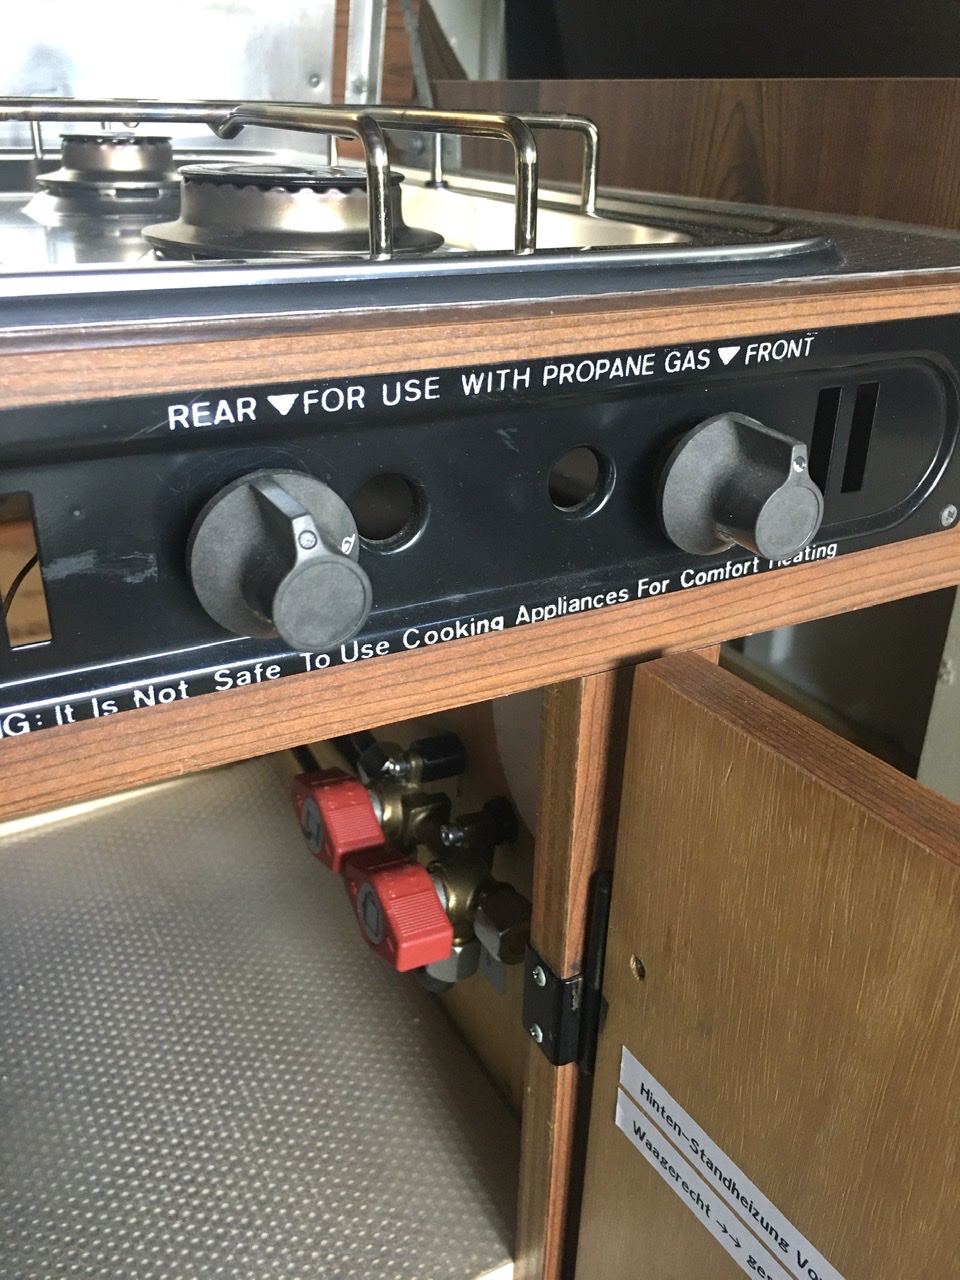 REAR ▼ FOR USE WITH PROPANE GAS ▼ FRONT
G: It Is Not Safe To Use Cooking Appliances For Comfort Heating
Hinten-Standheizung
Waagerecht →→